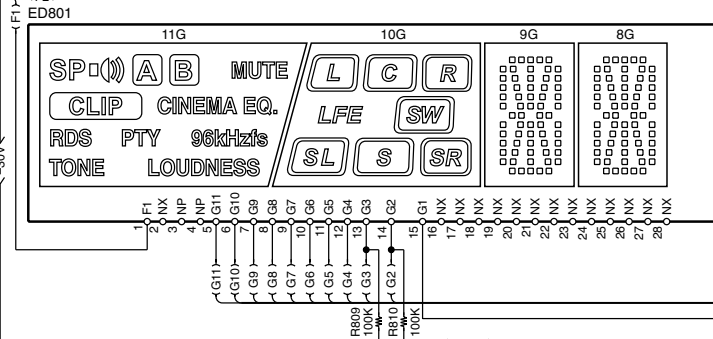 ED801
11G 10G 9G 8G
SP A B MUTE
CLIP CINEMA EQ.
RDS PTY 96kHzfs
TONE LOUDNESS
L C R
LFE SW
SL S SR
F1 NX NP NP G11 G10 G9 G8 G7 G6 G5 G4 G3 G2 G1 NX NX NX NX NX NX NX NX NX NX NX NX NX
1 2 3 4 5 6 7 8 9 10 11 12 13 14 15 16 17 18 19 20 21 22 23 24 25 26 27 28
G11 G10 G9 G8 G7 G6 G5 G4 G3 G2
R809 100K
R810 100K
F1
-30V